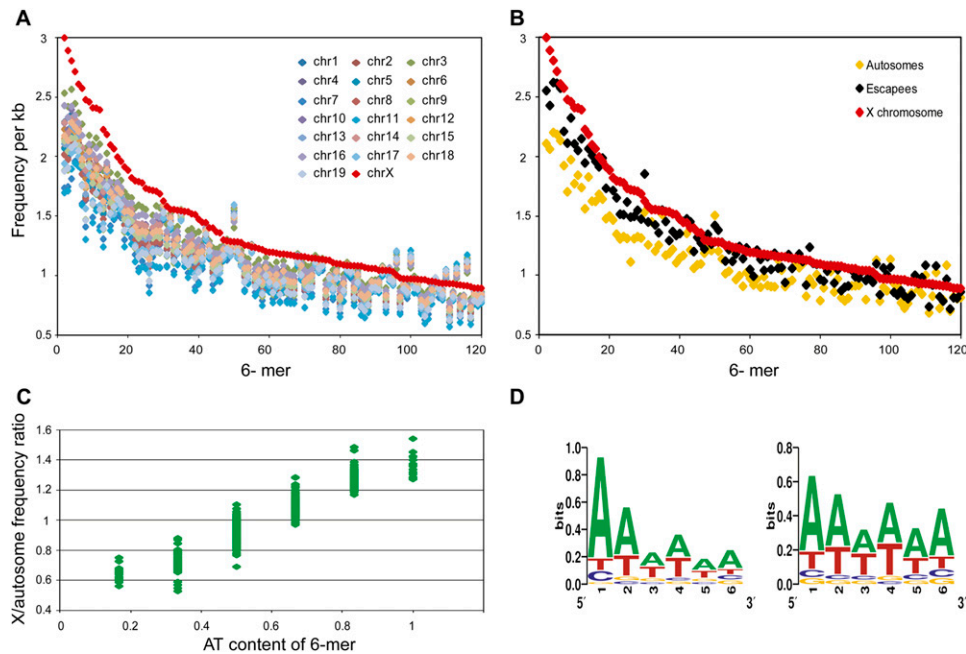 A
Frequency per kb
3
2.5
2
1.5
1
0.5
0 20 40 60 80 100 120
6- mer
chr1 chr2 chr3
chr4 chr5 chr6
chr7 chr8 chr9
chr10 chr11 chr12
chr13 chr14 chr15
chr16 chr17 chr18
chr19 chrX
B
3
2.5
2
1.5
1
0.5
0 20 40 60 80 100 120
6- mer
Autosomes
Escapees
X chromosome
C
X/autosome frequency ratio
1.6
1.4
1.2
1
0.8
0.6
0.4
0 0.2 0.4 0.6 0.8 1
AT content of 6-mer
D
bits
1.0
0.8
0.6
0.4
0.2
0.0
A A A A A A
T T T T T T
C
5′ 1 2 3 4 5 6 3′
bits
0.8
0.6
0.4
0.2
0.0
A A A A A A
T T T T T T
C C C C C C
G G G G G G
5′ 1 2 3 4 5 6 3′